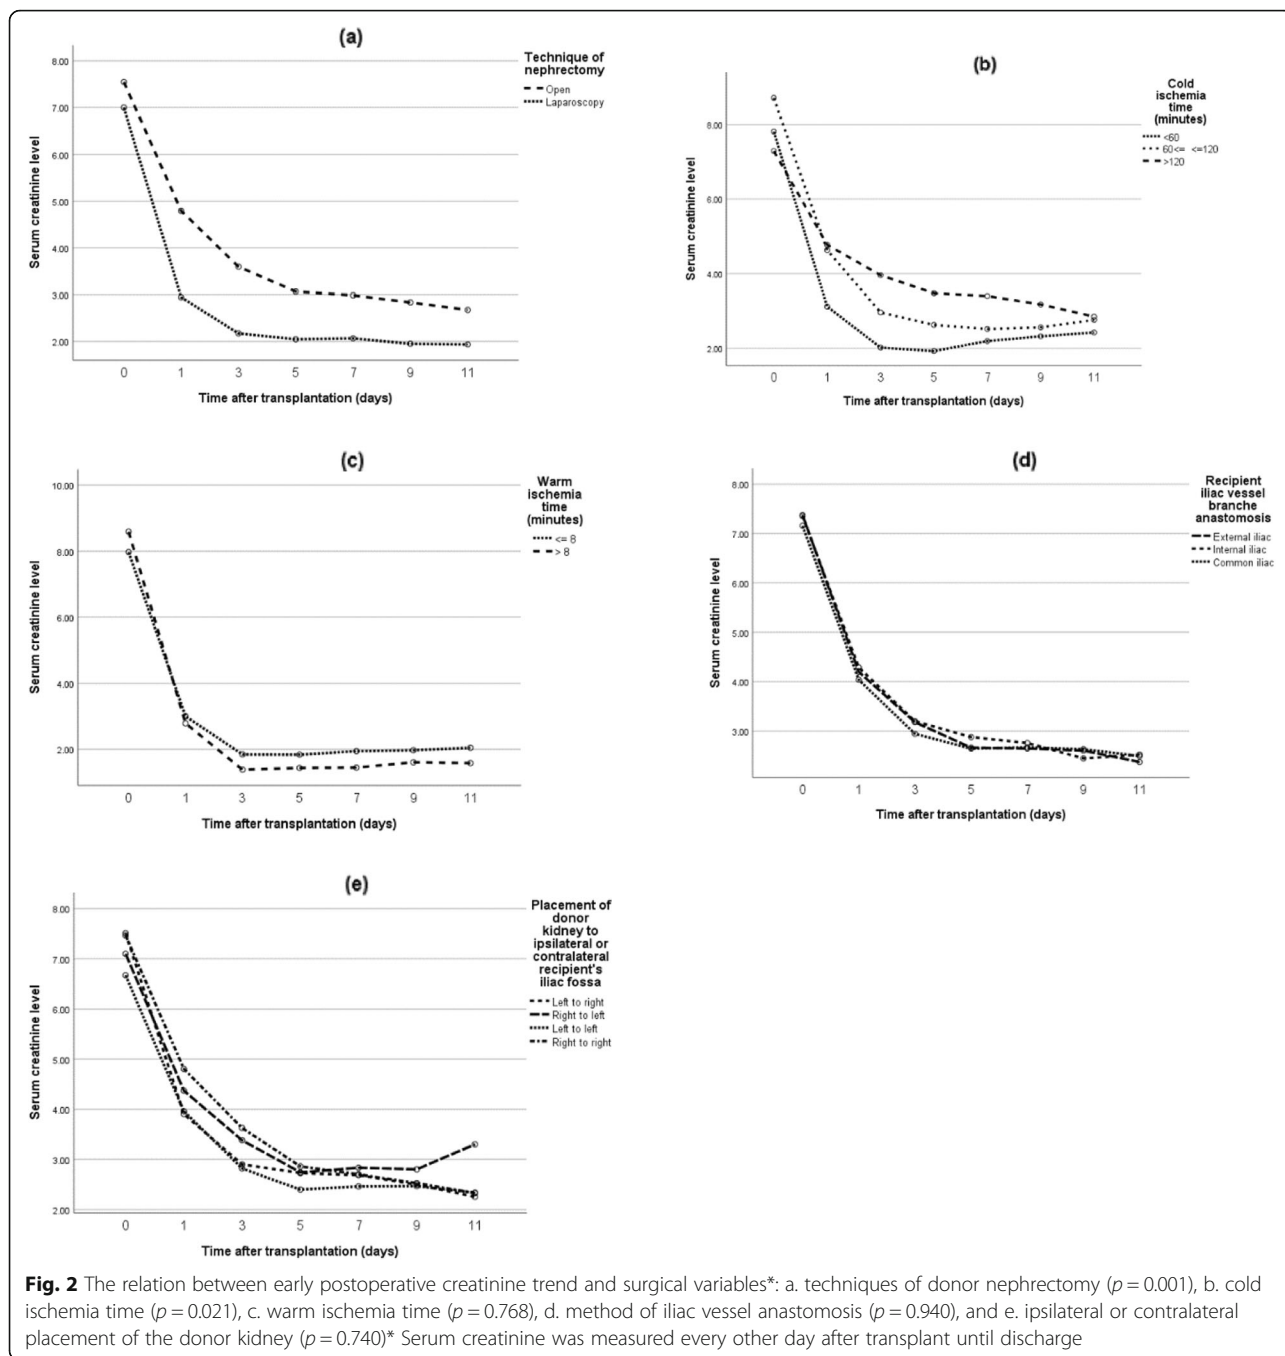 (a)
Technique of
nephrectomy
Open
Laparoscopy
8.00
7.00
6.00
5.00
4.00
3.00
2.00
Serum creatinine level
0 1 3 5 7 9 11
Time after transplantation (days)
(b)
Cold
ischemia
time
(minutes)
<60
60<= <=120
>120
8.00
6.00
4.00
2.00
Serum creatinine level
0 1 3 5 7 9 11
Time after transplantation (days)
(c)
Warm
ischemia
time
(minutes)
<= 8
> 8
10.00
8.00
6.00
4.00
2.00
Serum creatinine level
0 1 3 5 7 9 11
Time after transplantation (days)
(d)
Recipient
iliac vessel
branche
anastomosis
External iliac
Internal iliac
Common iliac
8.00
7.00
6.00
5.00
4.00
3.00
Serum creatinine level
0 1 3 5 7 9 11
Time after transplantation (days)
(e)
Placement of
donor
kidney to
ipsilateral or
contralateral
recipient's
iliac fossa
Left to right
Right to left
Left to left
Right to right
8.00
7.00
6.00
5.00
4.00
3.00
2.00
Serum creatinine level
0 1 3 5 7 9 11
Time after transplantation (days)
Fig. 2 The relation between early postoperative creatinine trend and surgical variables*: a. techniques of donor nephrectomy (p = 0.001), b. cold
ischemia time (p = 0.021), c. warm ischemia time (p = 0.768), d. method of iliac vessel anastomosis (p = 0.940), and e. ipsilateral or contralateral
placement of the donor kidney (p = 0.740)* Serum creatinine was measured every other day after transplant until discharge